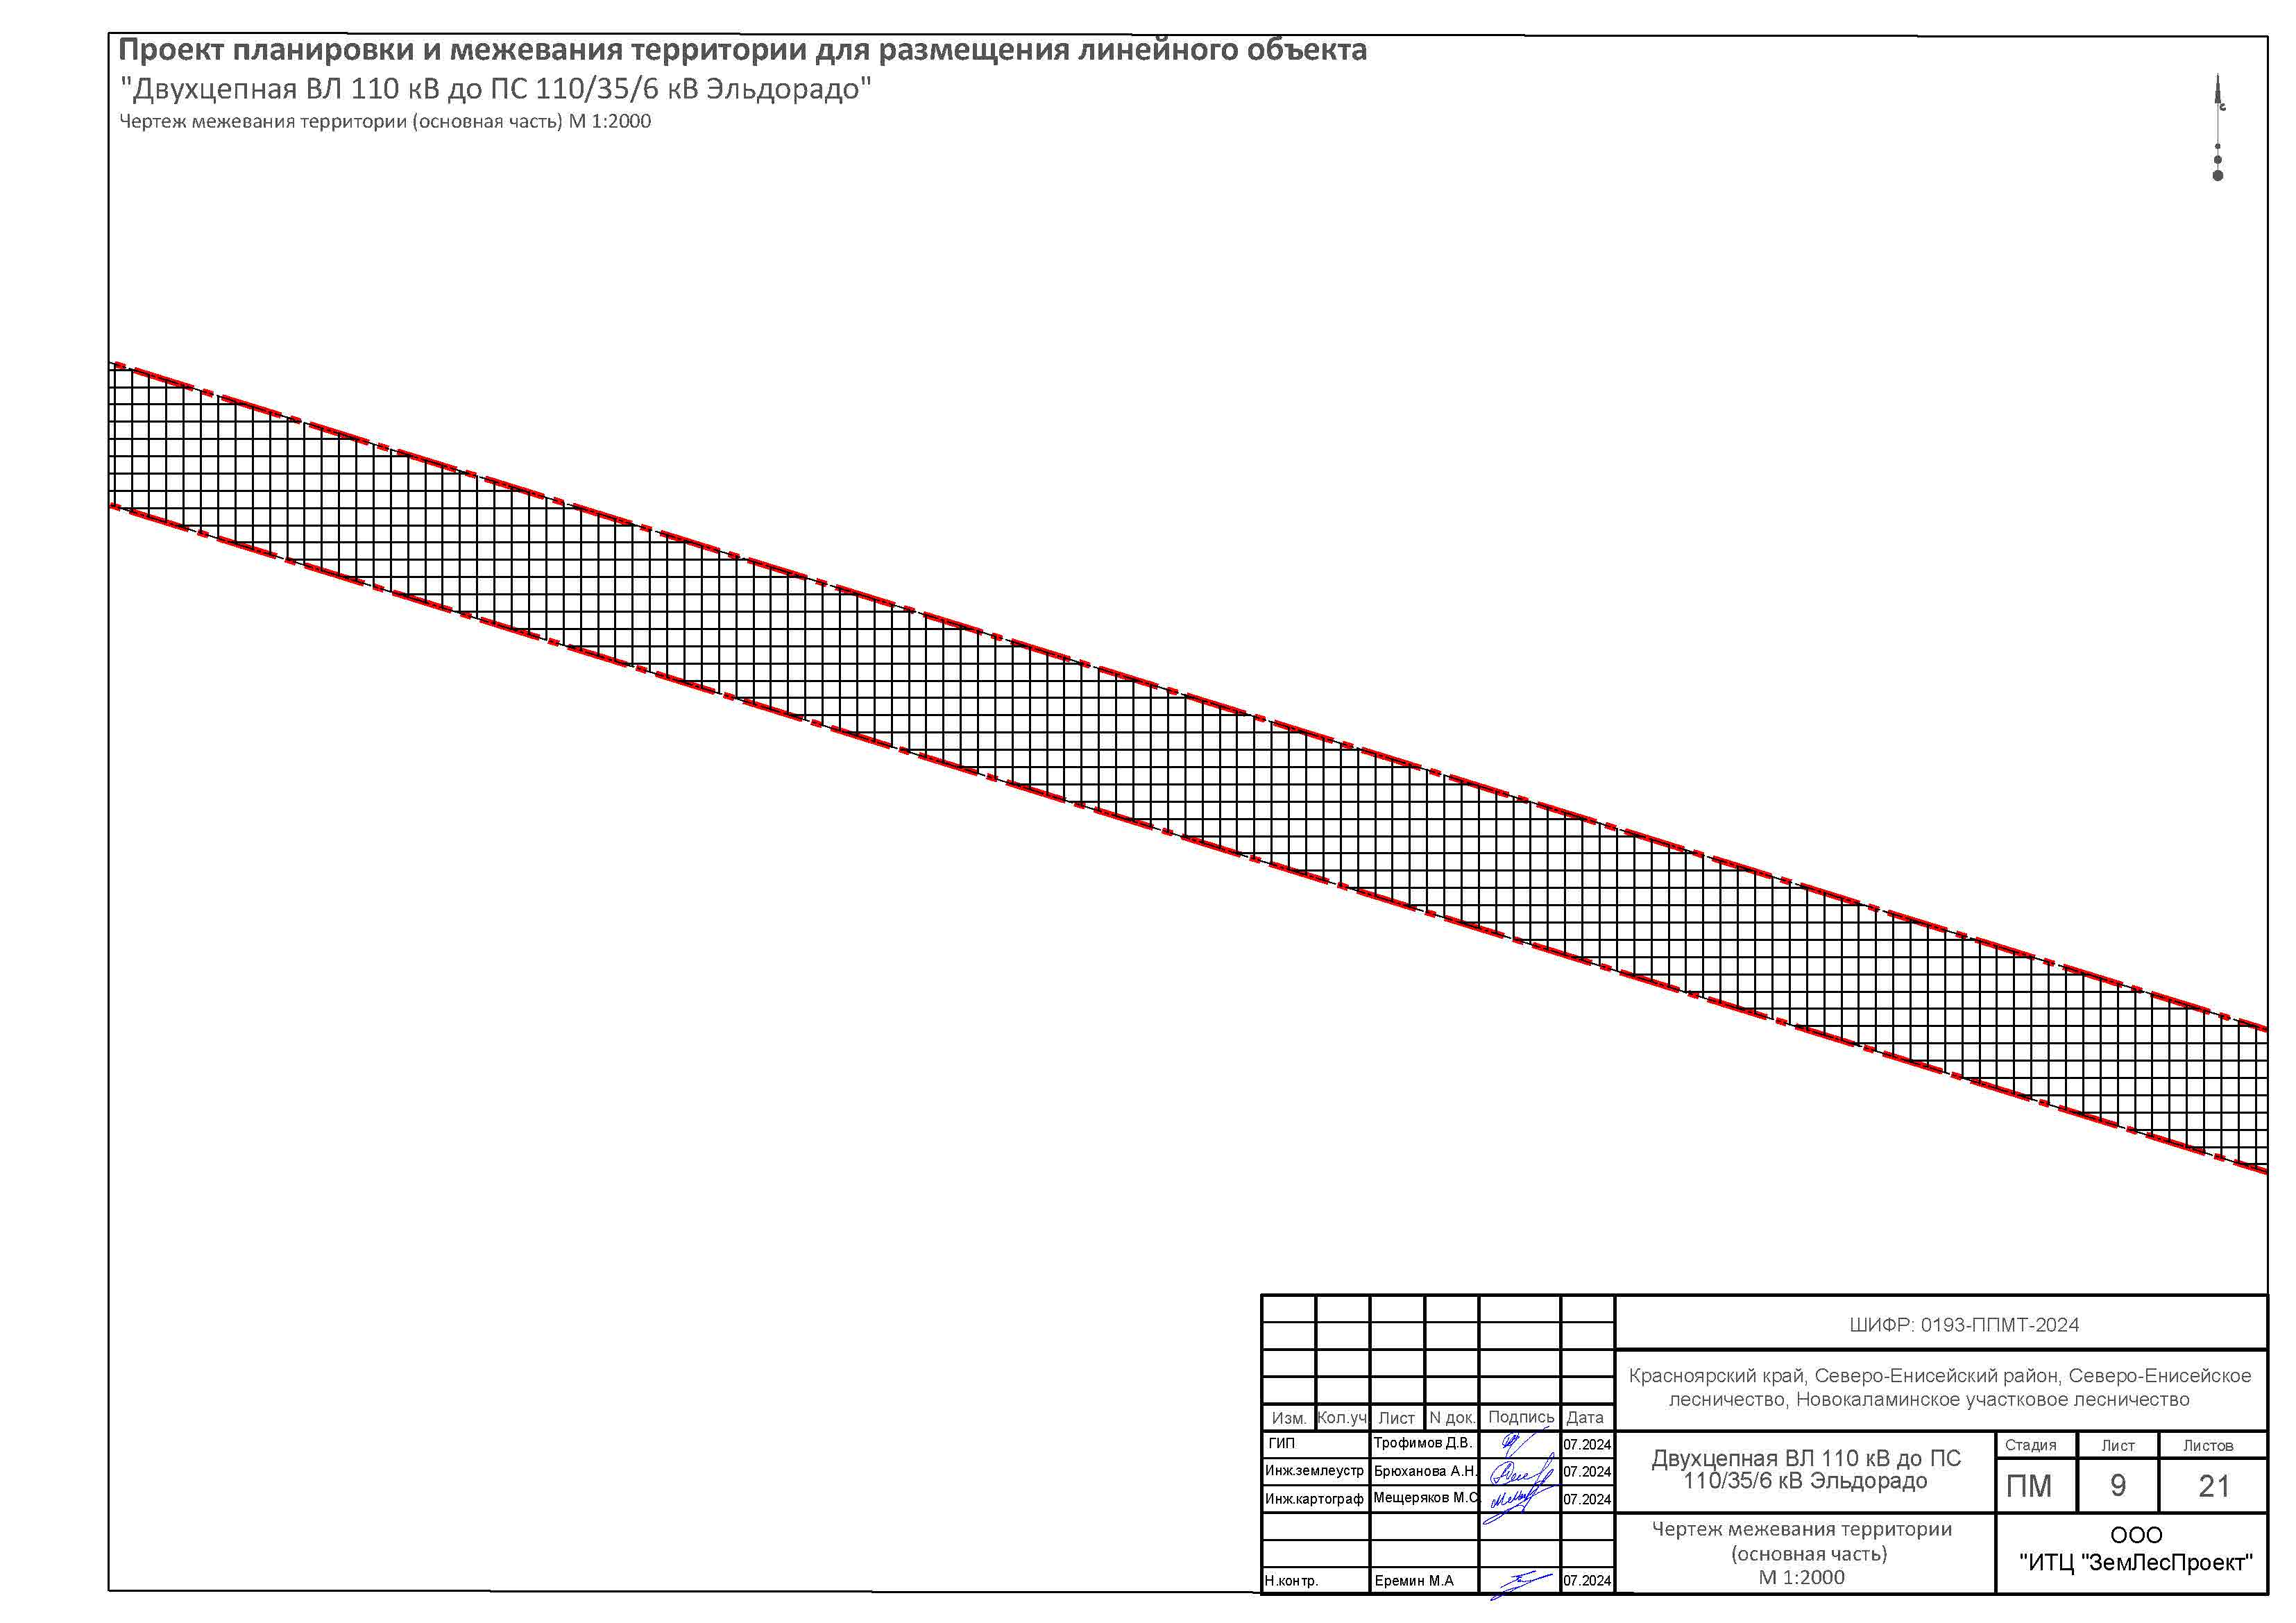 Проект планировки и межевания территории для размещения линейного объекта
"Двухцепная ВЛ 110 кВ до ПС 110/35/6 кВ Эльдорадо"
Чертеж межевания территории (основная часть) М 1:2000
с
ШИФР: 0193-ППМТ-2024
Красноярский край, Северо-Енисейский район, Северо-Енисейское
лесничество, Новокаламинское участковое лесничество
Изм. Кол.уч Лист N док. Подпись Дата
ГИП Трофимов Д.В. 07.2024
Инж.землеустр Брюханова А.Н. 07.2024
Инж.картограф Мещеряков М.С 07.2024
Н.контр. Еремин М.А 07.2024
Двухцепная ВЛ 110 кВ до ПС
110/35/6 кВ Эльдорадо
Стадия Лист Листов
ПМ 9 21
Чертеж межевания территории
(основная часть)
М 1:2000
ООО
"ИТЦ "ЗемЛесПроект"